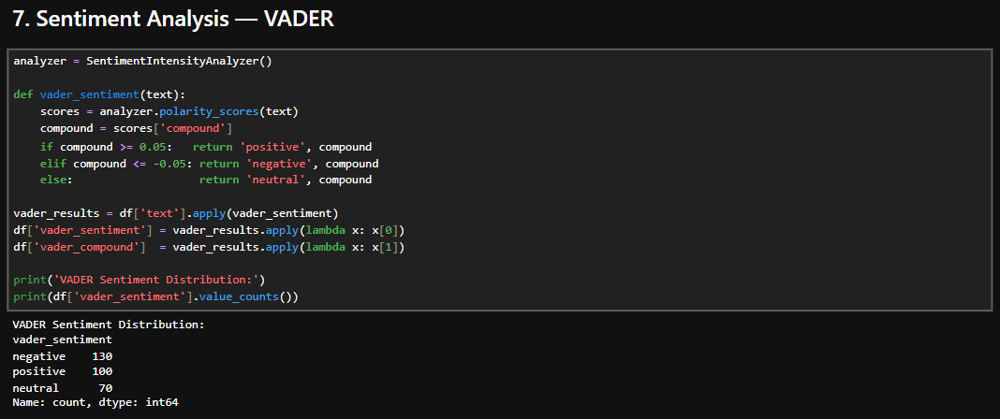 7. Sentiment Analysis — VADER
analyzer = SentimentIntensityAnalyzer()
def vader_sentiment(text):
    scores = analyzer.polarity_scores(text)
    compound = scores['compound']
    if compound >= 0.05:   return 'positive', compound
    elif compound <= -0.05: return 'negative', compound
    else:                   return 'neutral', compound
vader_results = df['text'].apply(vader_sentiment)
df['vader_sentiment'] = vader_results.apply(lambda x: x[0])
df['vader_compound']  = vader_results.apply(lambda x: x[1])
print('VADER Sentiment Distribution:')
print(df['vader_sentiment'].value_counts())
VADER Sentiment Distribution:
vader_sentiment
negative    130
positive    100
neutral      70
Name: count, dtype: int64